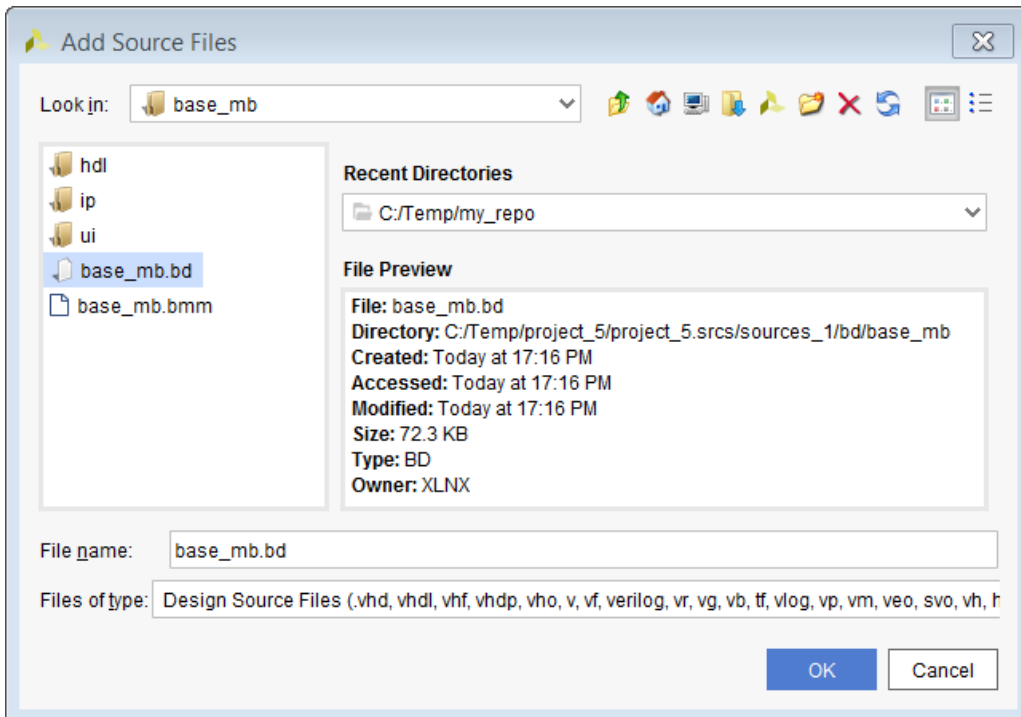 Add Source Files
Look in: base_mb
hdl
ip
ui
base_mb.bd
base_mb.bmm
Recent Directories
C:/Temp/my_repo
File Preview
File: base_mb.bd
Directory: C:/Temp/project_5/project_5.srcs/sources_1/bd/base_mb
Created: Today at 17:16 PM
Accessed: Today at 17:16 PM
Modified: Today at 17:16 PM
Size: 72.3 KB
Type: BD
Owner: XLNX
File name: base_mb.bd
Files of type: Design Source Files (.vhd, vhdl, vhf, vhdp, vho, v, vf, verilog, vr, vg, vb, tf, vlog, vp, vm, veo, svo, vh, h
OK Cancel